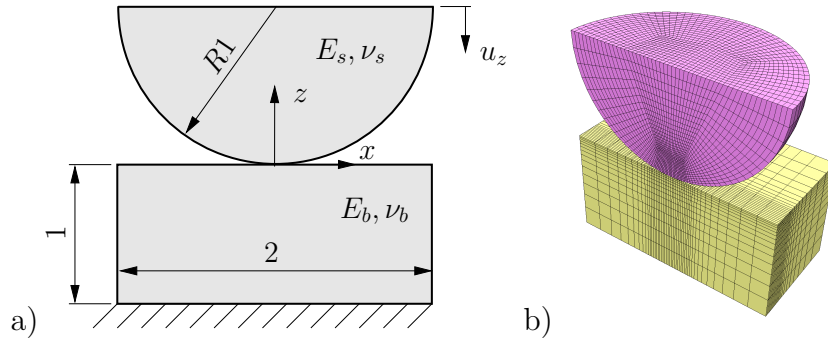 R1
E_s, ν_s
u_z
z
x
E_b, ν_b
1
2
a)
b)